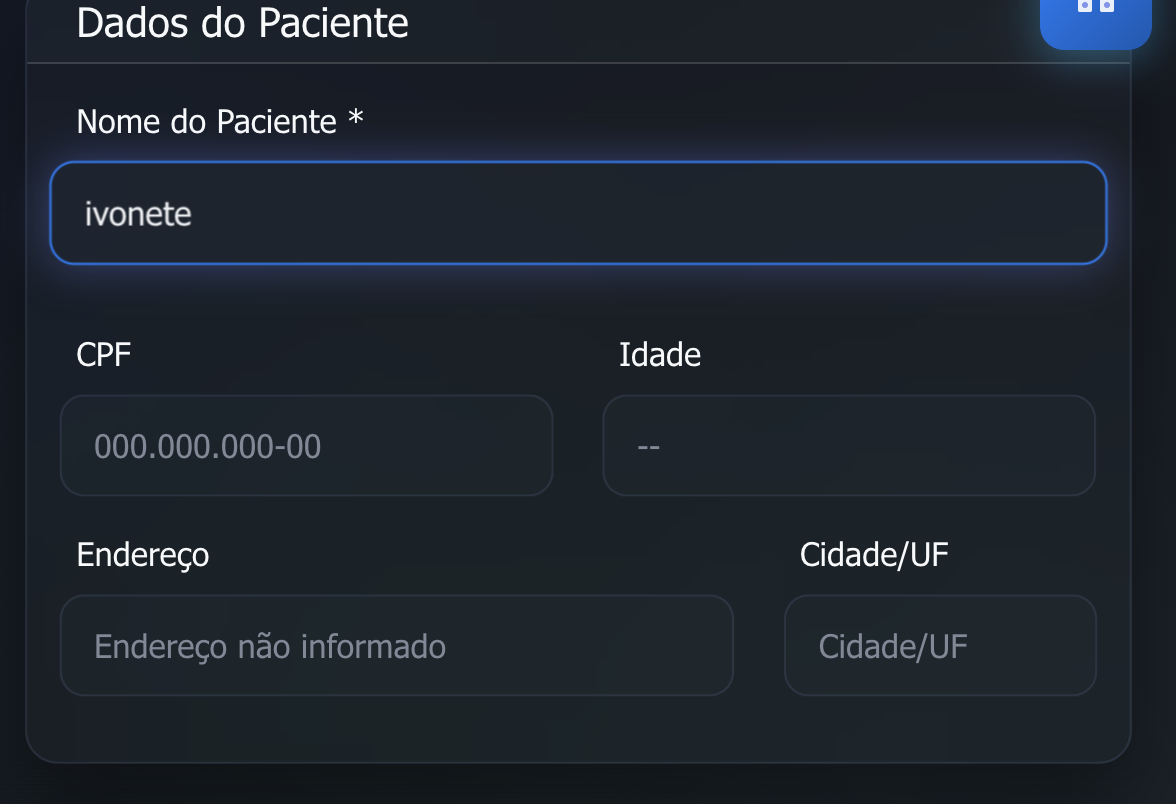 Dados do Paciente
Nome do Paciente *
ivonete
CPF
Idade
000.000.000-00
--
Endereço
Cidade/UF
Endereço não informado
Cidade/UF